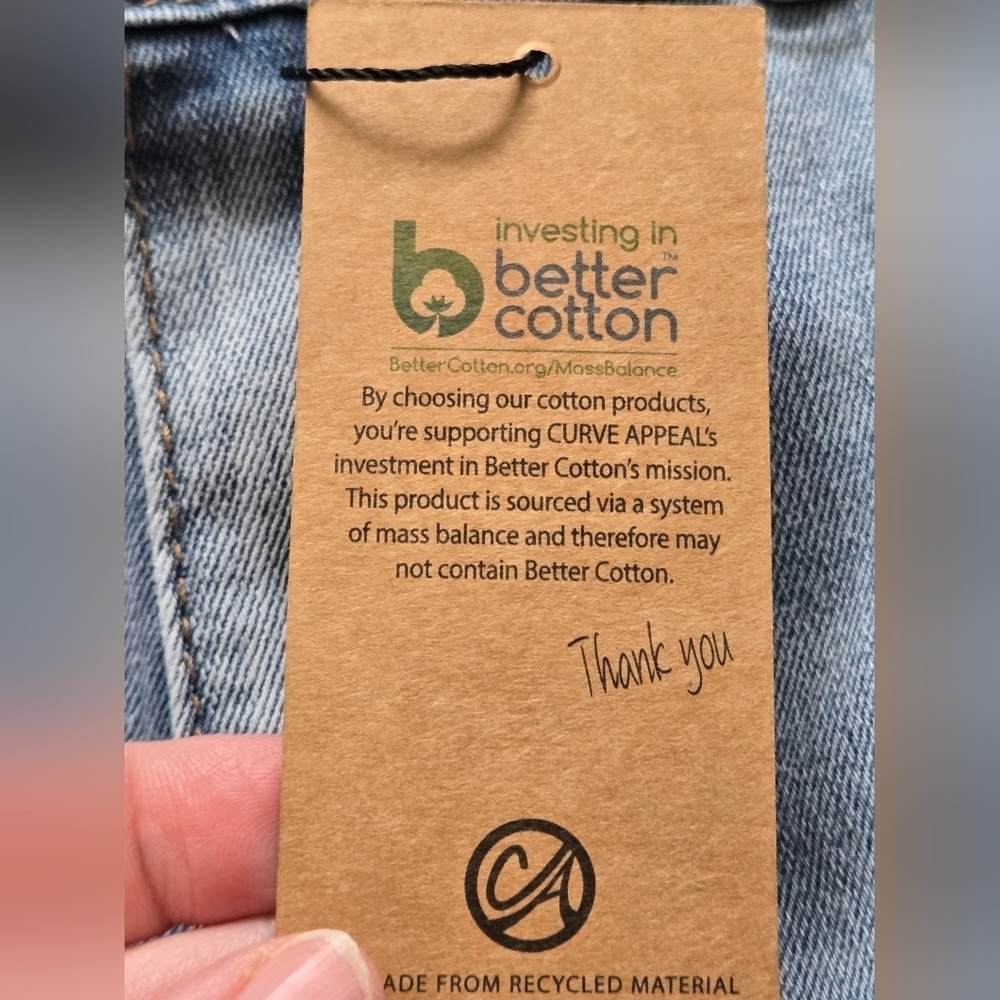 investing in
better™
cotton
BetterCotton.org/MassBalance
By choosing our cotton products,
you're supporting CURVE APPEAL's
investment in Better Cotton's mission.
This product is sourced via a system
of mass balance and therefore may
not contain Better Cotton.
Thank you
CA
ADE FROM RECYCLED MATERIAL